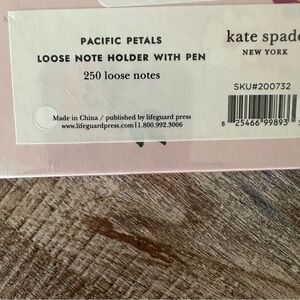 PACIFIC PETALS
LOOSE NOTE HOLDER WITH PEN
250 loose notes
kate spade
NEW YORK
SKU#200732
8 25466 99893 3
Made in China / published by lifeguard press
www.lifeguardpress.com | 1.800.992.3006